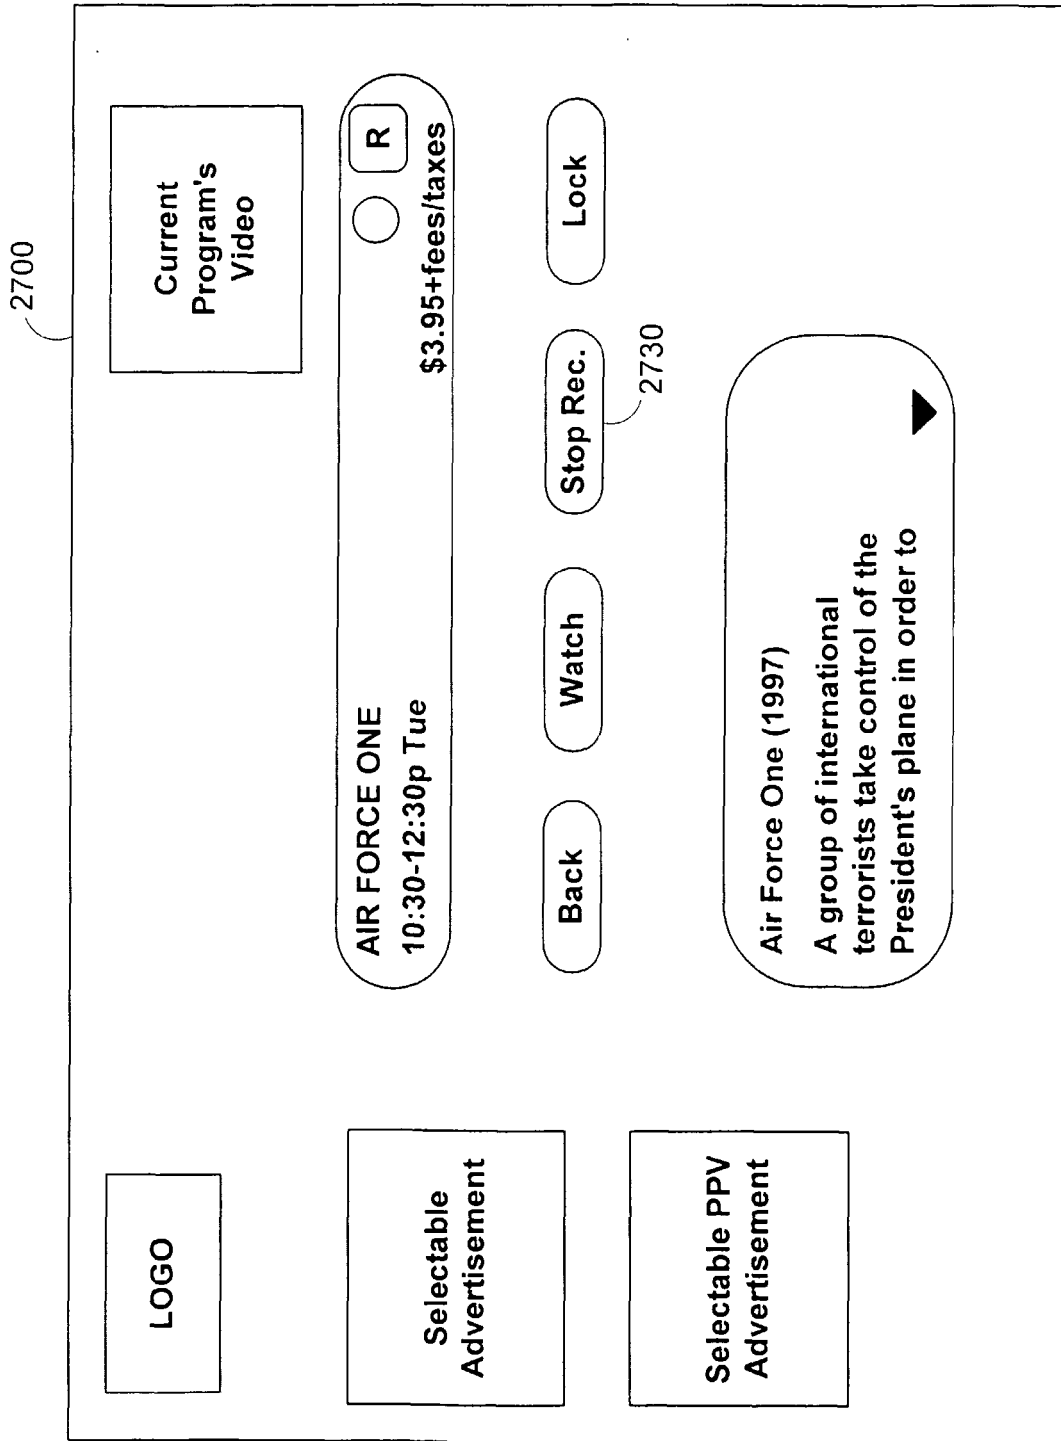 2700
LOGO
Current
Program's
Video
AIR FORCE ONE
R
10:30-12:30p Tue
$3.95+fees/taxes
Selectable
Advertisement
Back
Watch
Stop Rec.
Lock
2730
Selectable PPV
Advertisement
Air Force One (1997)
A group of international
terrorists take control of the
President's plane in order to